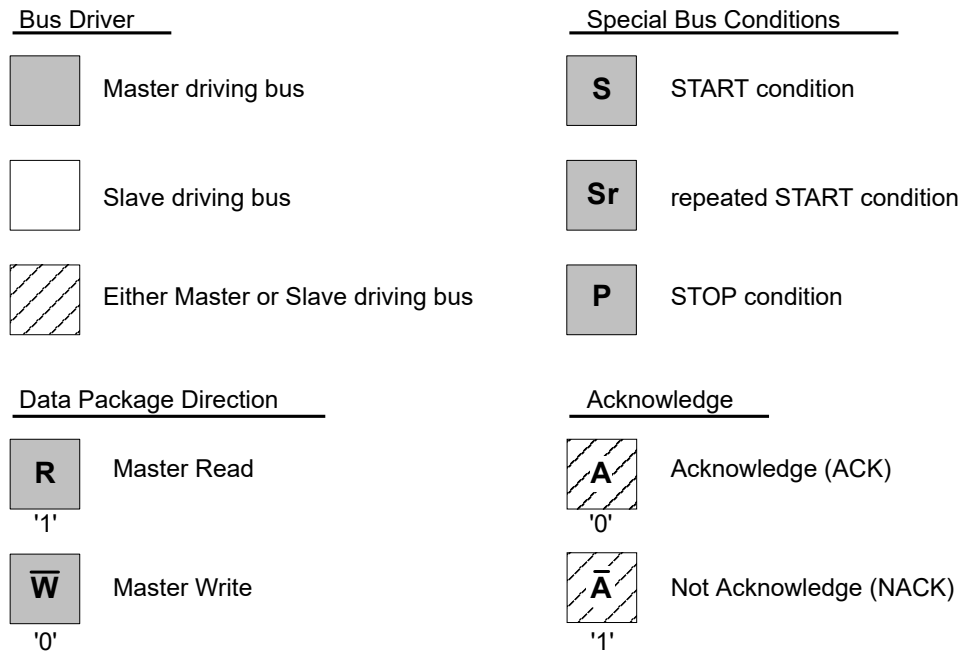 Bus Driver
Master driving bus
Slave driving bus
Either Master or Slave driving bus
Special Bus Conditions
S START condition
Sr repeated START condition
P STOP condition
Data Package Direction
R Master Read
'1'
W̅ Master Write
'0'
Acknowledge
A Acknowledge (ACK)
'0'
A̅ Not Acknowledge (NACK)
'1'